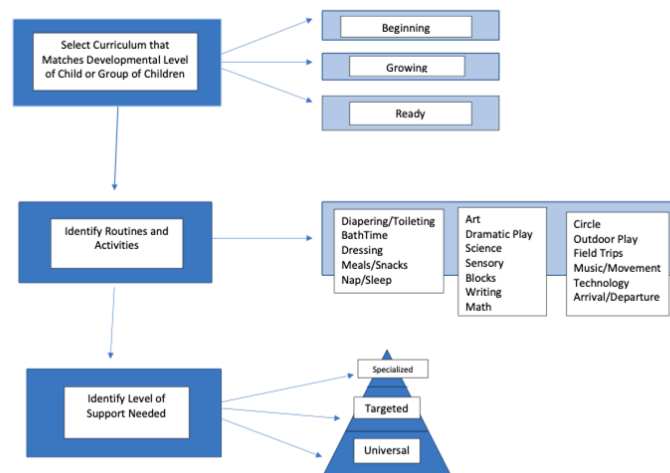 Select Curriculum that
Matches Developmental Level
of Child or Group of Children
Beginning
Growing
Ready
Identify Routines and
Activities
Diapering/Toileting
BathTime
Dressing
Meals/Snacks
Nap/Sleep
Art
Dramatic Play
Science
Sensory
Blocks
Writing
Math
Circle
Outdoor Play
Field Trips
Music/Movement
Technology
Arrival/Departure
Identify Level of
Support Needed
Specialized
Targeted
Universal